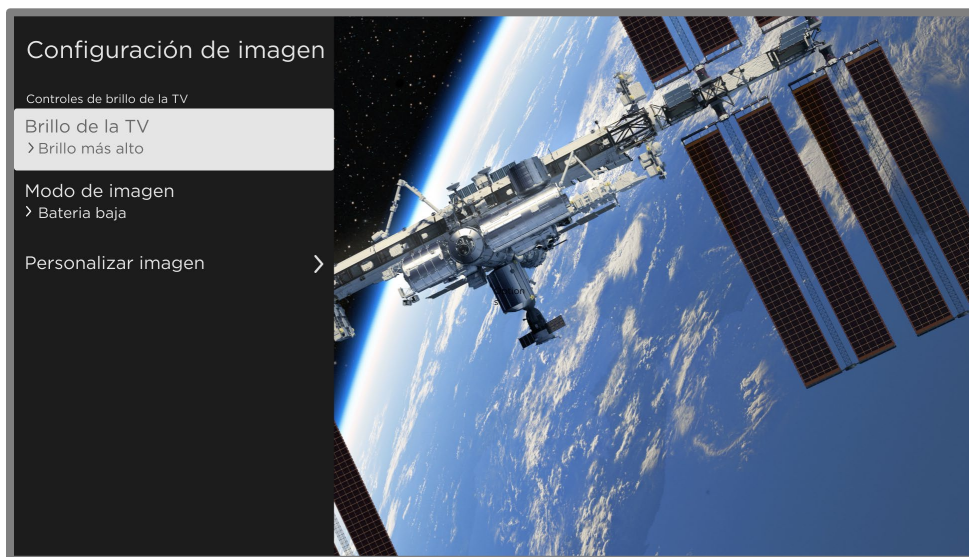 Configuración de imagen
Controles de brillo de la TV
Brillo de la TV
Brillo más alto
Modo de imagen
Bateria baja
Personalizar imagen